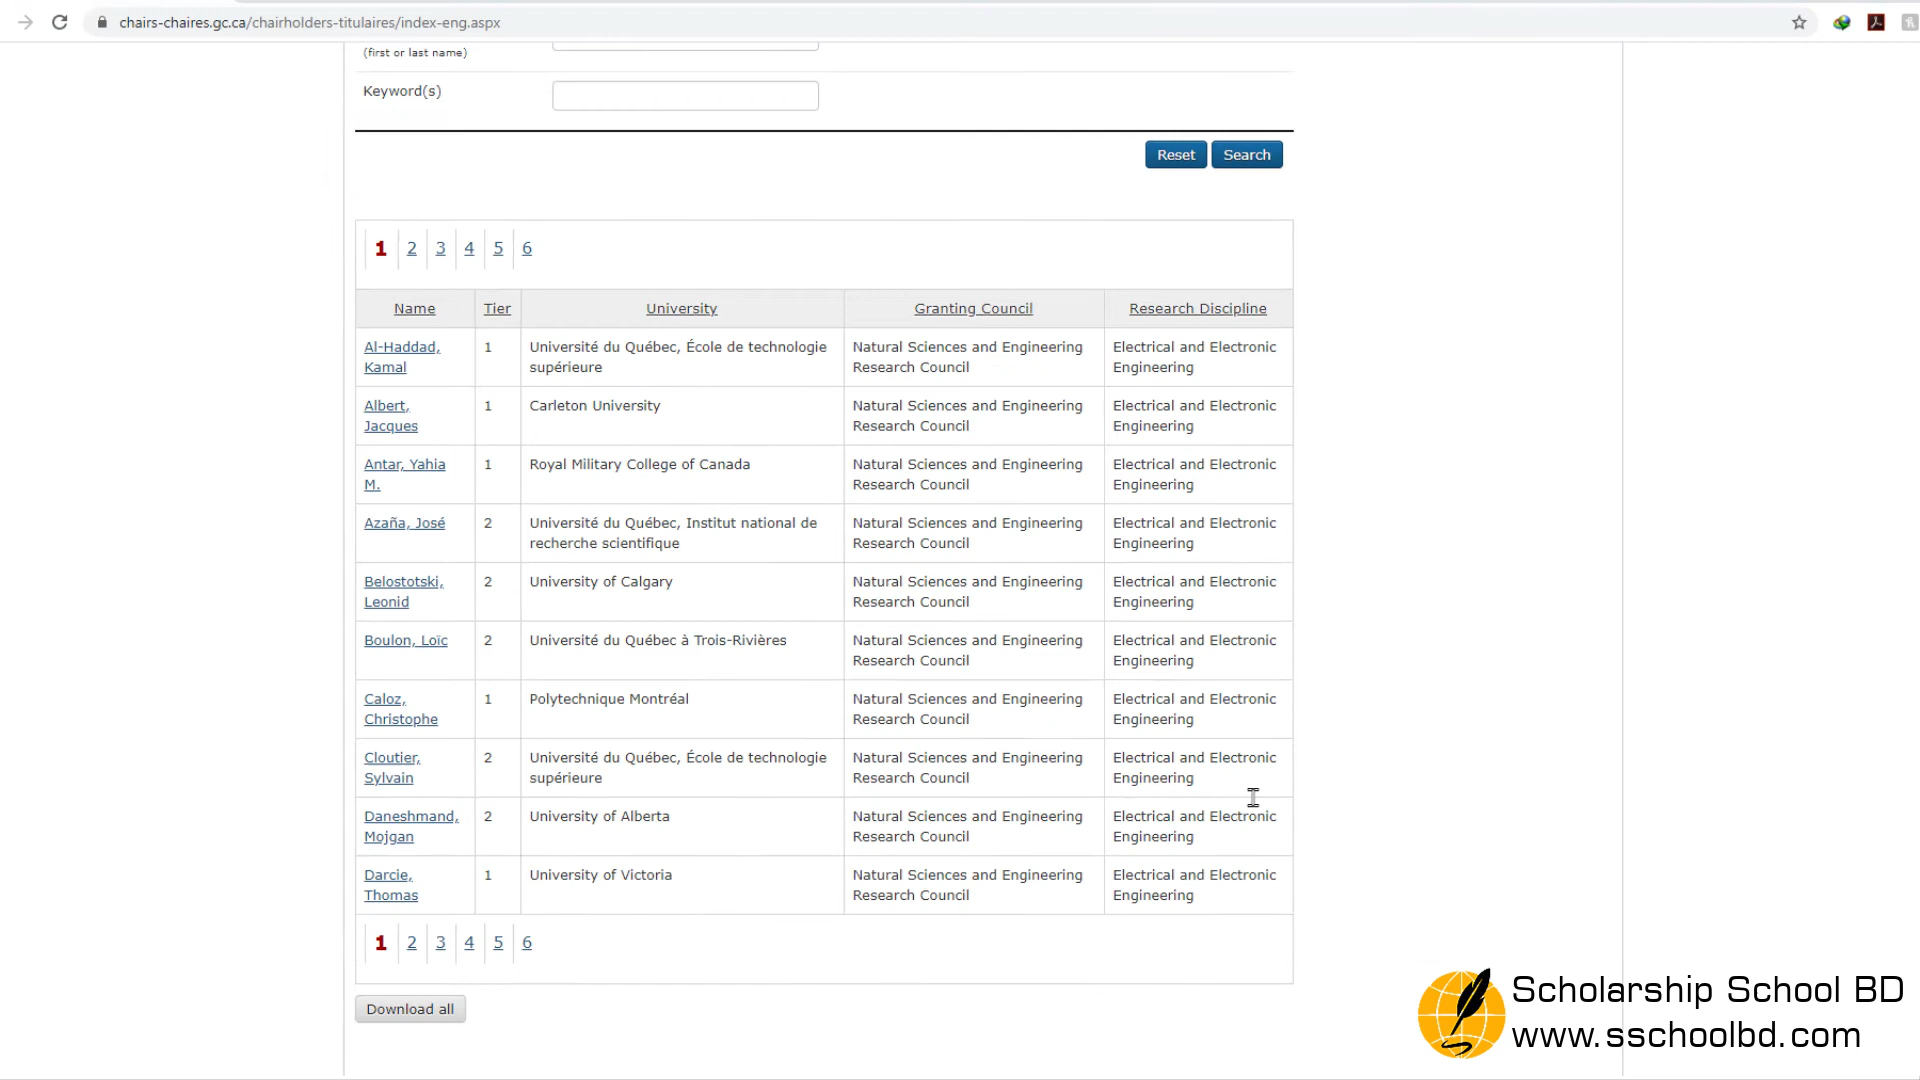 chairs-chaires.gc.ca/chairholders-titulaires/index-eng.aspx
(first or last name)
Keyword(s)
Reset Search
1 2 3 4 5 6
Name Tier University Granting Council Research Discipline
Al-Haddad, 1 Université du Québec, École de technologie Natural Sciences and Engineering Electrical and Electronic
Kamal supérieure Research Council Engineering
Albert, 1 Carleton University Natural Sciences and Engineering Electrical and Electronic
Jacques Research Council Engineering
Antar, Yahia 1 Royal Military College of Canada Natural Sciences and Engineering Electrical and Electronic
M. Research Council Engineering
Azaña, José 2 Université du Québec, Institut national de Natural Sciences and Engineering Electrical and Electronic
recherche scientifique Research Council Engineering
Belostotski, 2 University of Calgary Natural Sciences and Engineering Electrical and Electronic
Leonid Research Council Engineering
Boulon, Loïc 2 Université du Québec à Trois-Rivières Natural Sciences and Engineering Electrical and Electronic
Research Council Engineering
Caloz, 1 Polytechnique Montréal Natural Sciences and Engineering Electrical and Electronic
Christophe Research Council Engineering
Cloutier, 2 Université du Québec, École de technologie Natural Sciences and Engineering Electrical and Electronic
Sylvain supérieure Research Council Engineering
Daneshmand, 2 University of Alberta Natural Sciences and Engineering Electrical and Electronic
Mojgan Research Council Engineering
Darcie, 1 University of Victoria Natural Sciences and Engineering Electrical and Electronic
Thomas Research Council Engineering
1 2 3 4 5 6
Download all
Scholarship School BD
www.sschoolbd.com